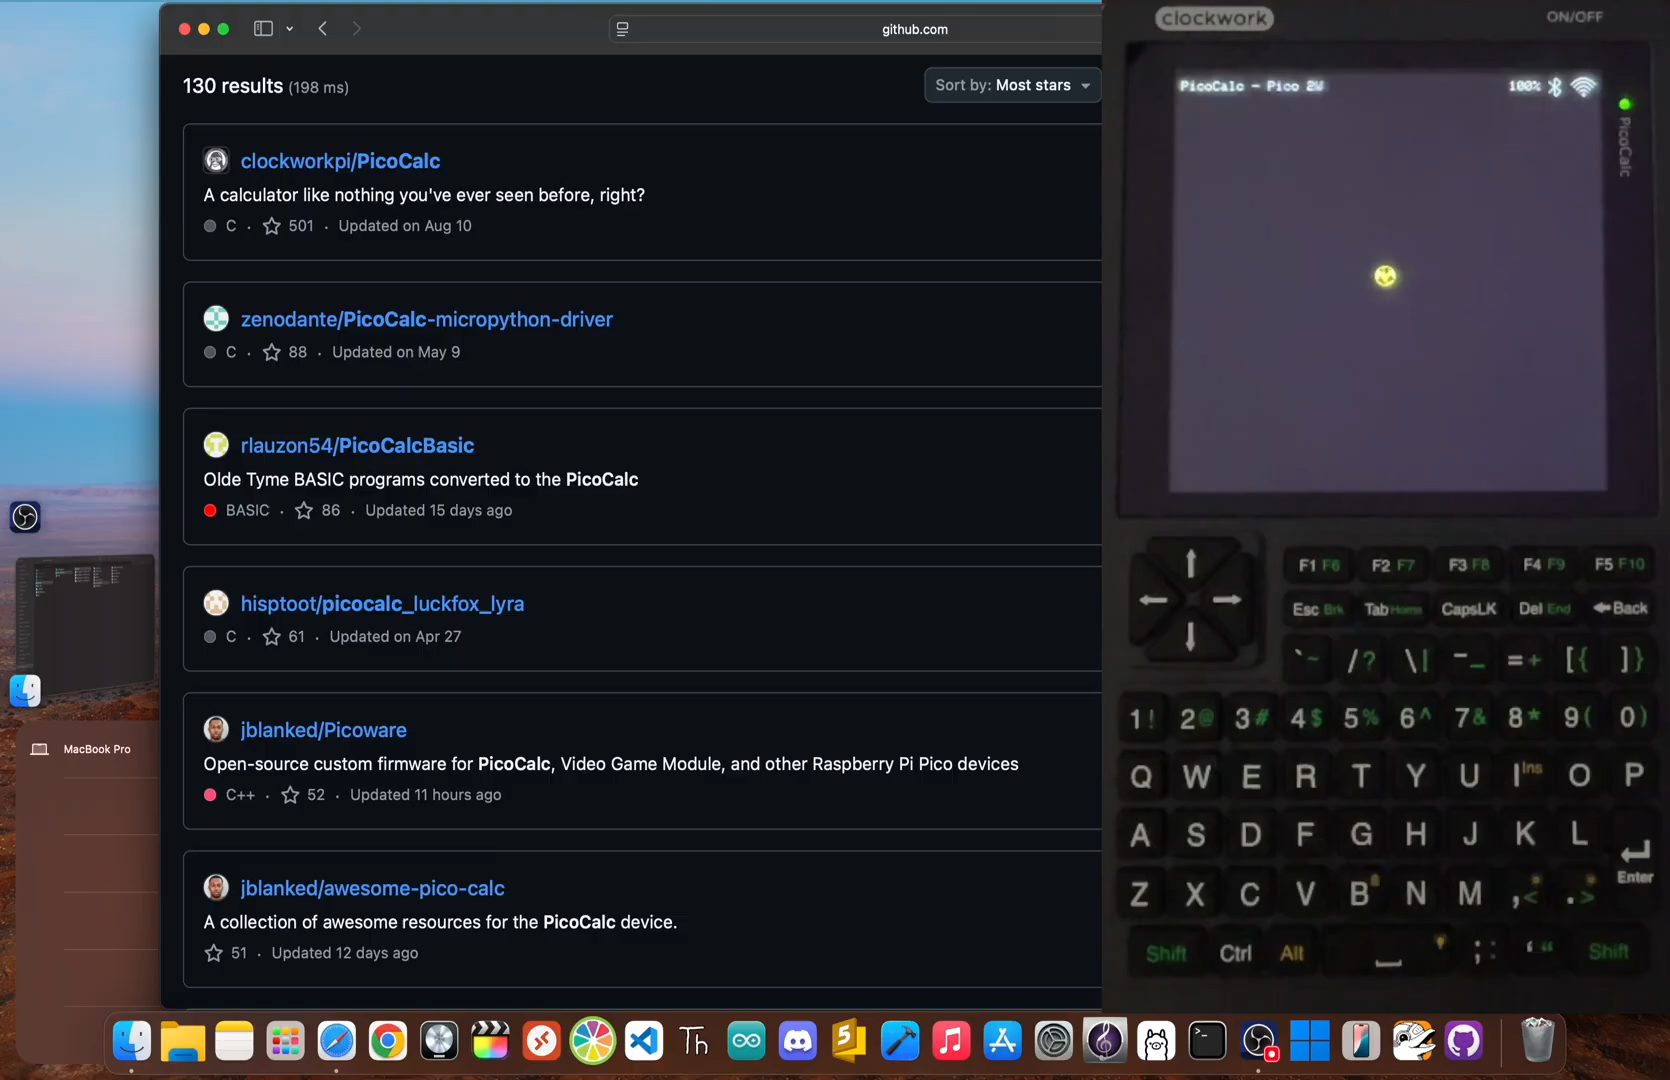 github.com
130 results (198 ms)
Sort by: Most stars
clockworkpi/PicoCalc
A calculator like nothing you've ever seen before, right?
C · 501 · Updated on Aug 10
zenodante/PicoCalc-micropython-driver
C · 88 · Updated on May 9
rlauzon54/PicoCalcBasic
Olde Tyme BASIC programs converted to the PicoCalc
BASIC · 86 · Updated 15 days ago
hisptoot/picocalc_luckfox_lyra
C · 61 · Updated on Apr 27
jblanked/Picoware
Open-source custom firmware for PicoCalc, Video Game Module, and other Raspberry Pi Pico devices
C++ · 52 · Updated 11 hours ago
jblanked/awesome-pico-calc
A collection of awesome resources for the PicoCalc device.
51 · Updated 12 days ago
MacBook Pro
clockwork
ON/OFF
PicoCalc - Pico 2W 100%
PicoCalc
F1 F6 F2 F7 F3 F8 F4 F9 F5 F10
Esc Brk Tab Home CapsLK Del End Back
` ~ / ? \ | - _ = + [ { ] }
1 ! 2 @ 3 # 4 $ 5 % 6 ^ 7 & 8 * 9 ( 0 )
Q W E R T Y U I Ins O P
A S D F G H J K L
Enter
Z X C V B N M , < . >
Shift Ctrl Alt ; : ' " Shift
Th